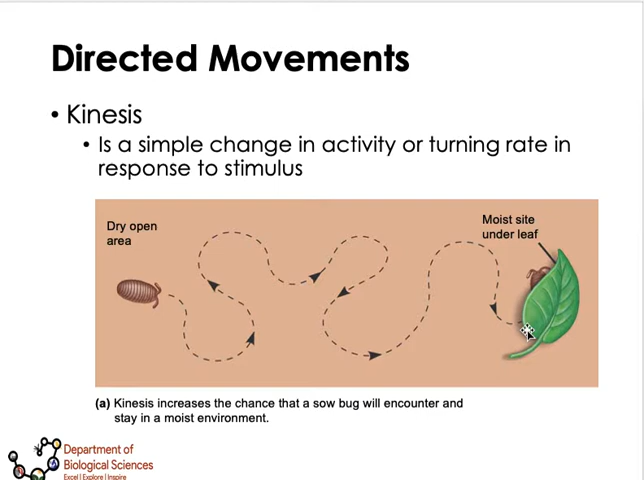 Directed Movements
• Kinesis
• Is a simple change in activity or turning rate in
response to stimulus
Dry open
area
Moist site
under leaf
(a) Kinesis increases the chance that a sow bug will encounter and
stay in a moist environment.
Department of
Biological Sciences
Excel | Explore | Inspire